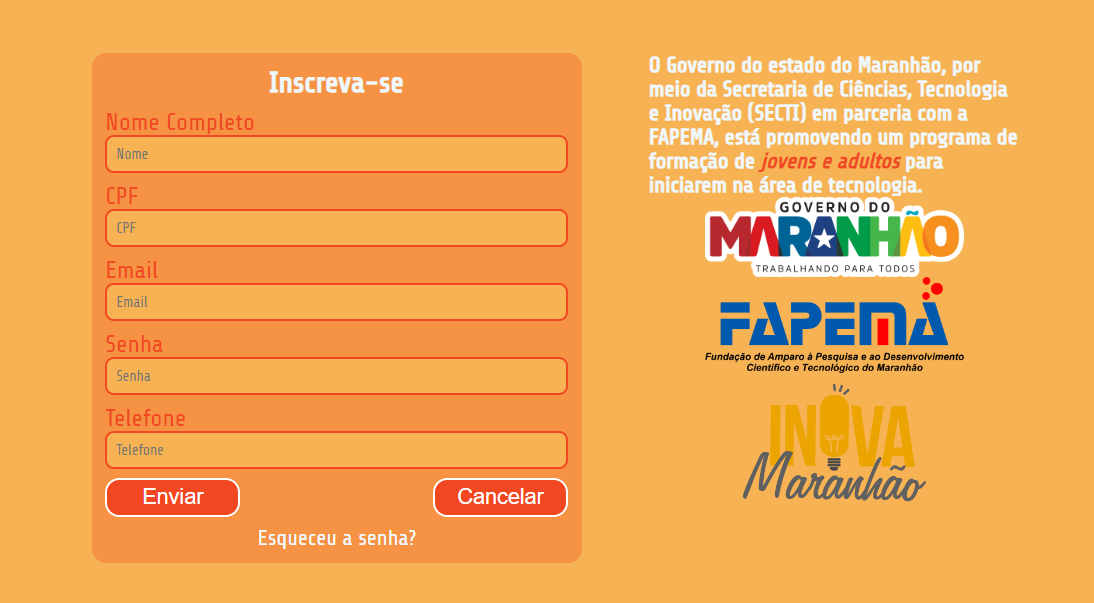 Inscreva-se
Nome Completo
Nome
CPF
CPF
Email
Email
Senha
Senha
Telefone
Telefone
Enviar
Cancelar
Esqueceu a senha?
O Governo do estado do Maranhão, por
meio da Secretaria de Ciências, Tecnologia
e Inovação (SECTI) em parceria com a
FAPEMA, está promovendo um programa de
formação de jovens e adultos para
iniciarem na área de tecnologia.
GOVERNO DO
MARANHÃO
TRABALHANDO PARA TODOS
FAPEMA
Fundação de Amparo à Pesquisa e ao Desenvolvimento
Científico e Tecnológico do Maranhão
INOVA
Maranhão